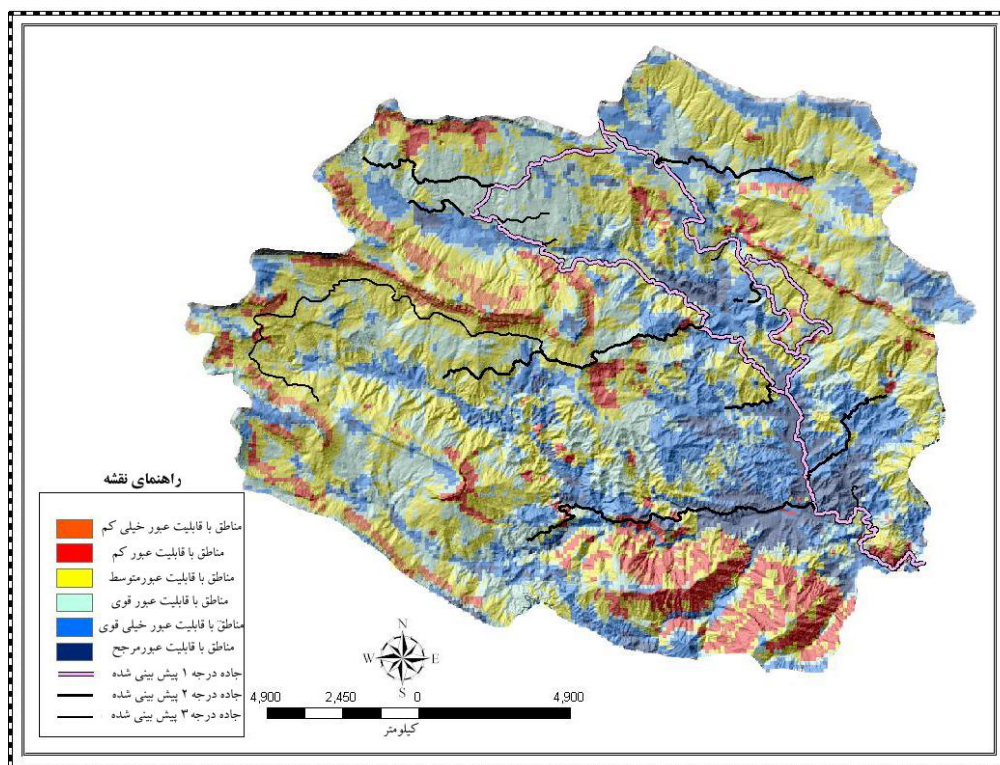 راهنمای نقشه
مناطق با قابلیت عبور خیلی کم
مناطق با قابلیت عبور کم
مناطق با قابلیت عبورمتوسط
مناطق با قابلیت عبور قوی
مناطق با قابلیت عبور خیلی قوی
مناطق با قابلیت عبورمرجح
جاده درجه ۱ پیش بینی شده
جاده درجه ۲ پیش بینی شده
جاده درجه ۳ پیش بینی شده
N
W E
S
4,900 2,450 0 4,900
کیلومتر